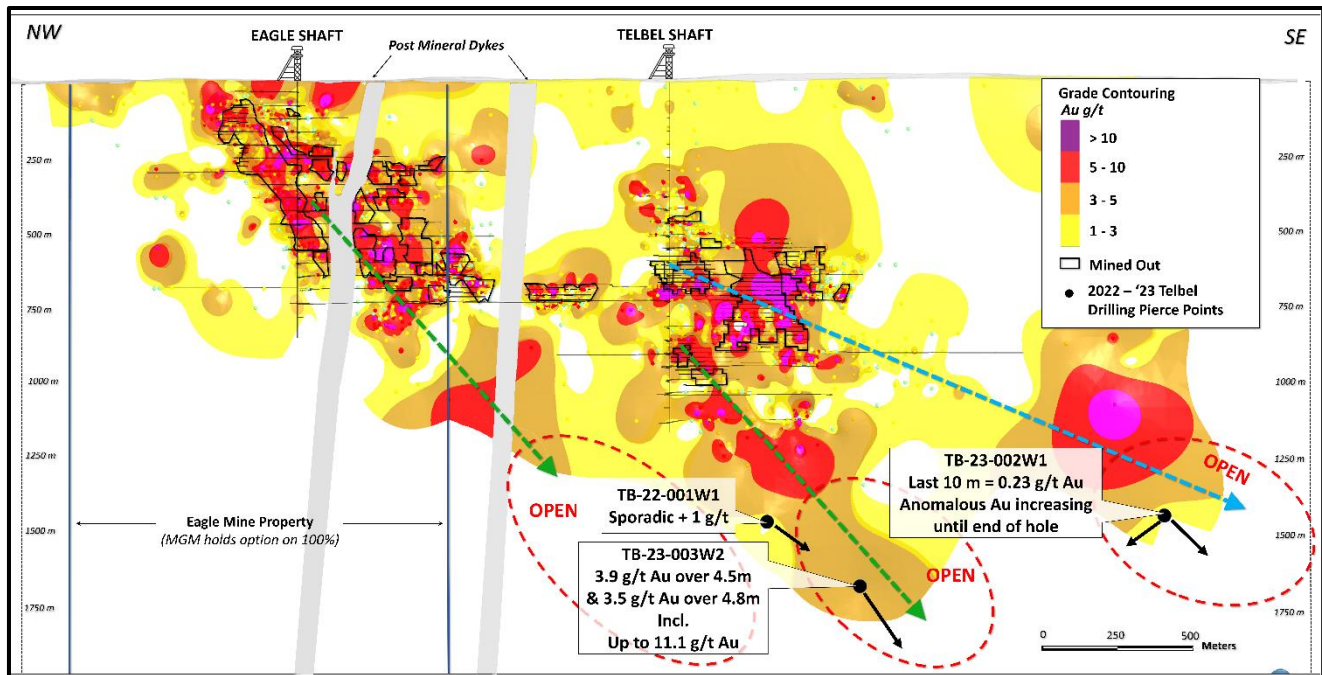 NW
EAGLE SHAFT
Post Mineral Dykes
TELBEL SHAFT
SE
Grade Contouring
Au g/t
> 10
5 - 10
3 - 5
1 - 3
Mined Out
2022 – ‘23 Telbel
Drilling Pierce Points
250 m
500 m
750 m
1000 m
1250 m
1500 m
1750 m
250 m
500 m
750 m
1000 m
1250 m
1500 m
1750 m
Eagle Mine Property
(MGM holds option on 100%)
OPEN
TB-22-001W1
Sporadic + 1 g/t
TB-23-003W2
3.9 g/t Au over 4.5m
& 3.5 g/t Au over 4.8m
Incl.
Up to 11.1 g/t Au
OPEN
TB-23-002W1
Last 10 m = 0.23 g/t Au
Anomalous Au increasing
until end of hole
OPEN
0 250 500
Meters